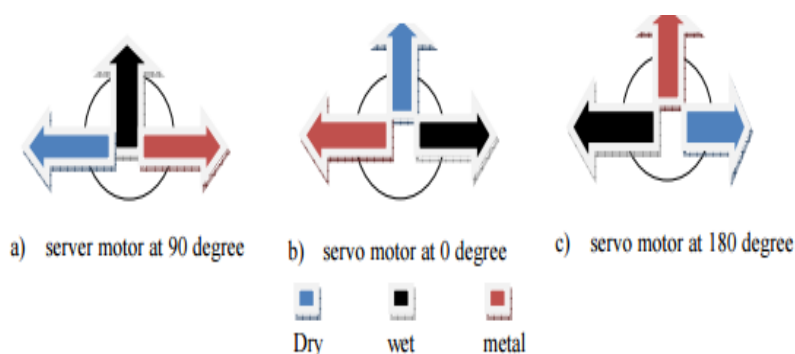 a) server motor at 90 degree
b) servo motor at 0 degree
c) servo motor at 180 degree
Dry wet metal